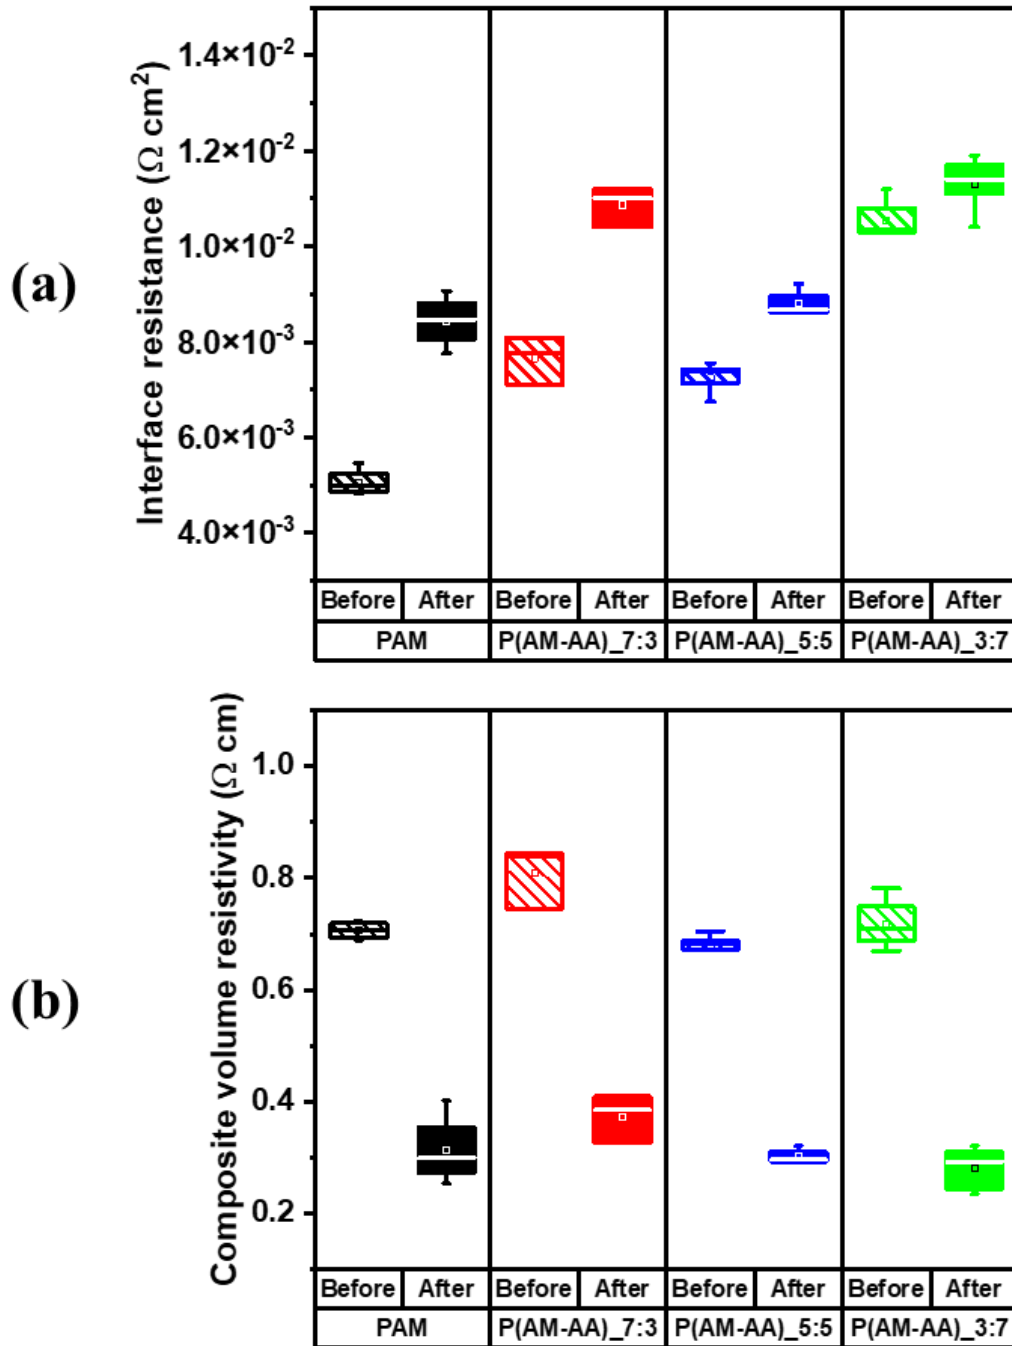 (a)
Interface resistance (Ω cm²)
1.4×10⁻²
1.2×10⁻²
1.0×10⁻²
8.0×10⁻³
6.0×10⁻³
4.0×10⁻³
Before After Before After Before After Before After
PAM P(AM-AA)_7:3 P(AM-AA)_5:5 P(AM-AA)_3:7
(b)
Composite volume resistivity (Ω cm)
1.0
0.8
0.6
0.4
0.2
Before After Before After Before After Before After
PAM P(AM-AA)_7:3 P(AM-AA)_5:5 P(AM-AA)_3:7